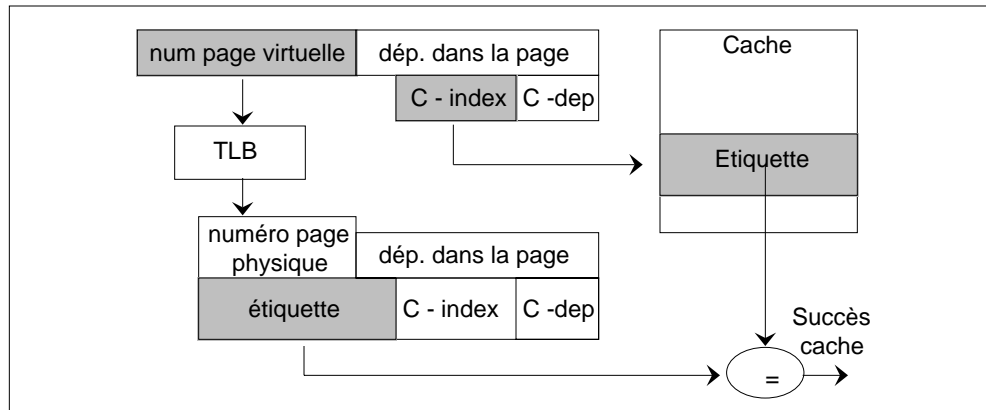 num page virtuelle
dép. dans la page
Cache
C - index
C -dep
TLB
Etiquette
numéro page
physique
dép. dans la page
étiquette
C - index
C -dep
Succès
cache
=